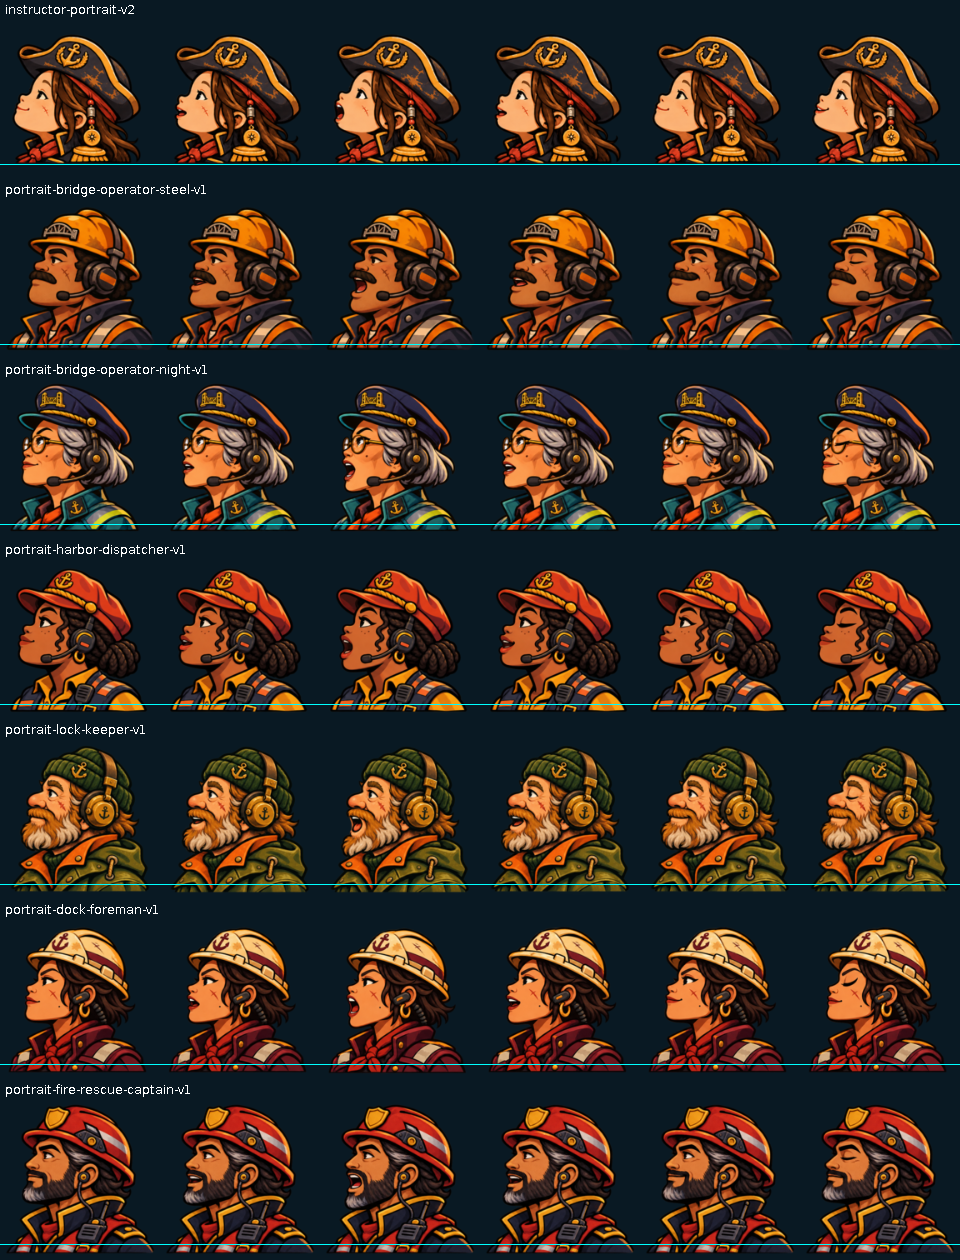 instructor-portrait-v2
portrait-bridge-operator-steel-v1
portrait-bridge-operator-night-v1
portrait-harbor-dispatcher-v1
portrait-lock-keeper-v1
portrait-dock-foreman-v1
portrait-fire-rescue-captain-v1